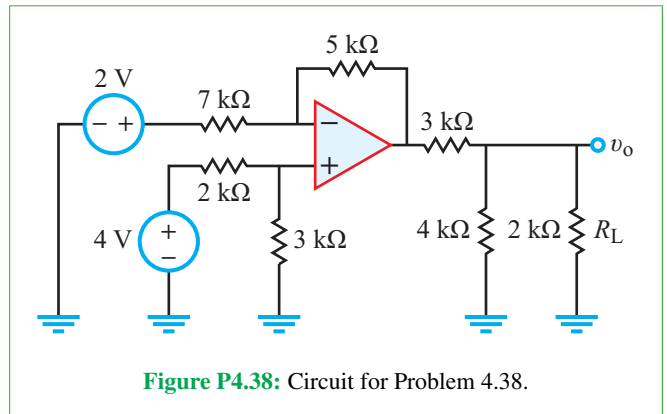 5 kΩ
2 V
7 kΩ
3 kΩ
− +
−
+
vo
2 kΩ
4 V
+
−
3 kΩ
4 kΩ
2 kΩ
RL
Figure P4.38: Circuit for Problem 4.38.